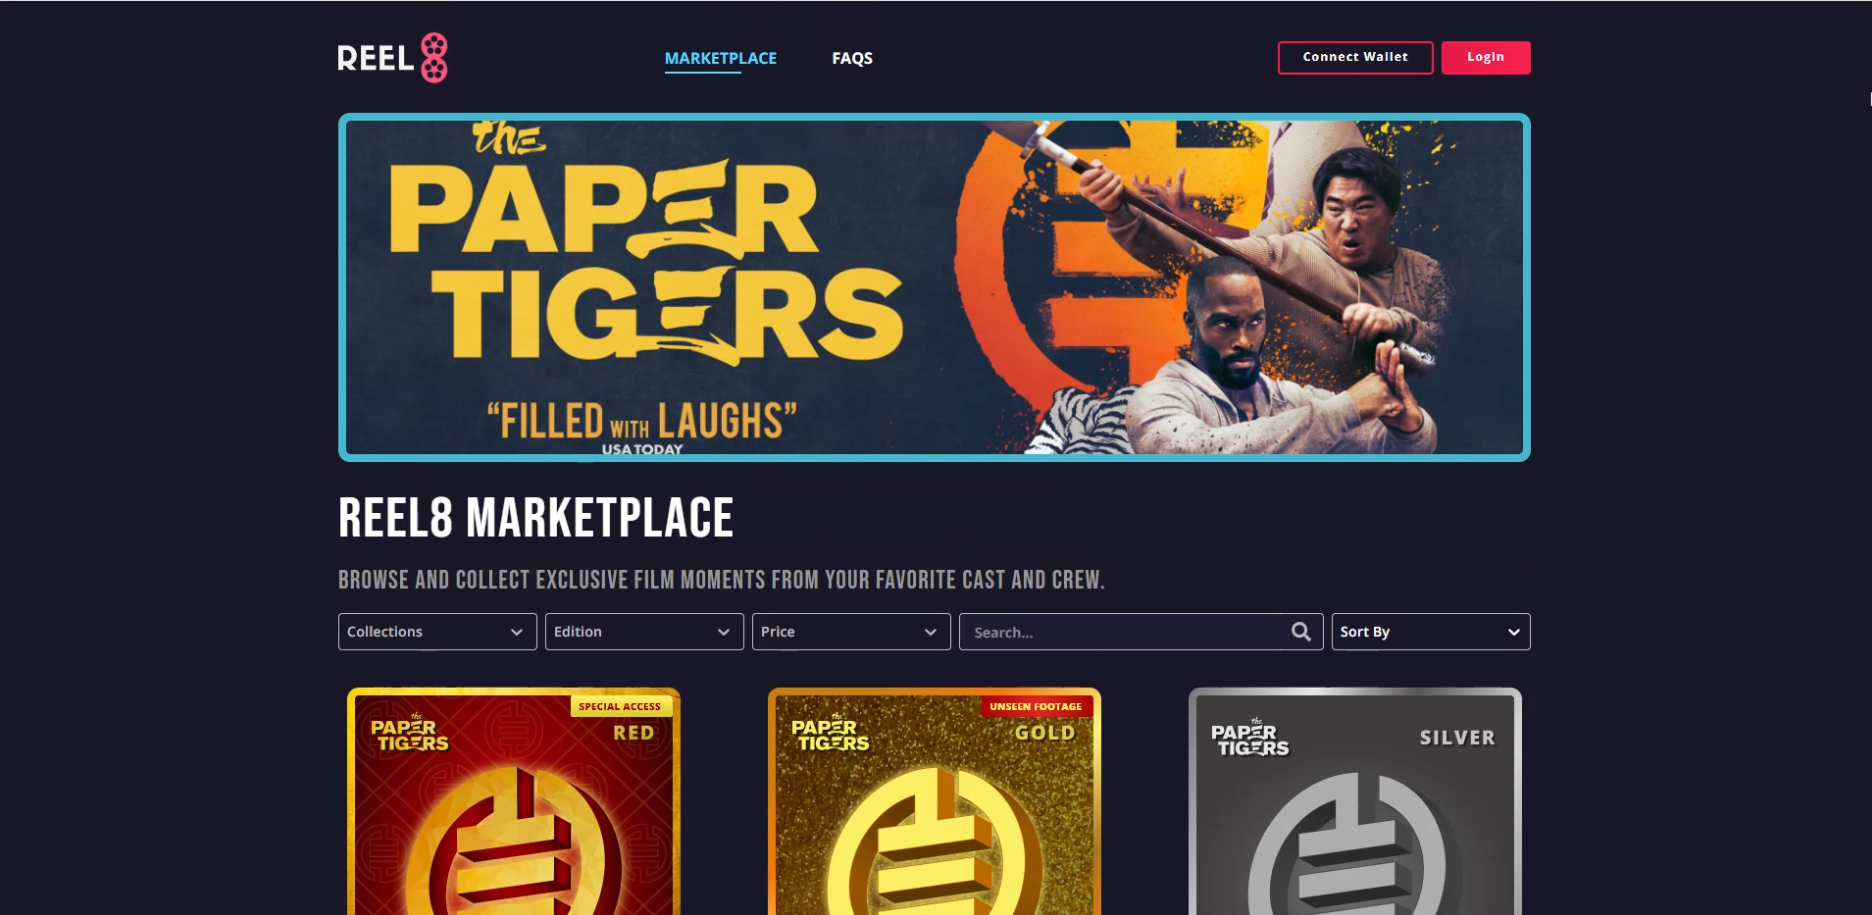 REEL8
MARKETPLACE
FAQS
Connect Wallet
Login
the
PAPER
TIGERS
“FILLED WITH LAUGHS”
USA TODAY
REEL8 MARKETPLACE
BROWSE AND COLLECT EXCLUSIVE FILM MOMENTS FROM YOUR FAVORITE CAST AND CREW.
Collections
Edition
Price
Search...
Sort By
SPECIAL ACCESS
the
PAPER
TIGERS
RED
UNSEEN FOOTAGE
the
PAPER
TIGERS
GOLD
the
PAPER
TIGERS
SILVER